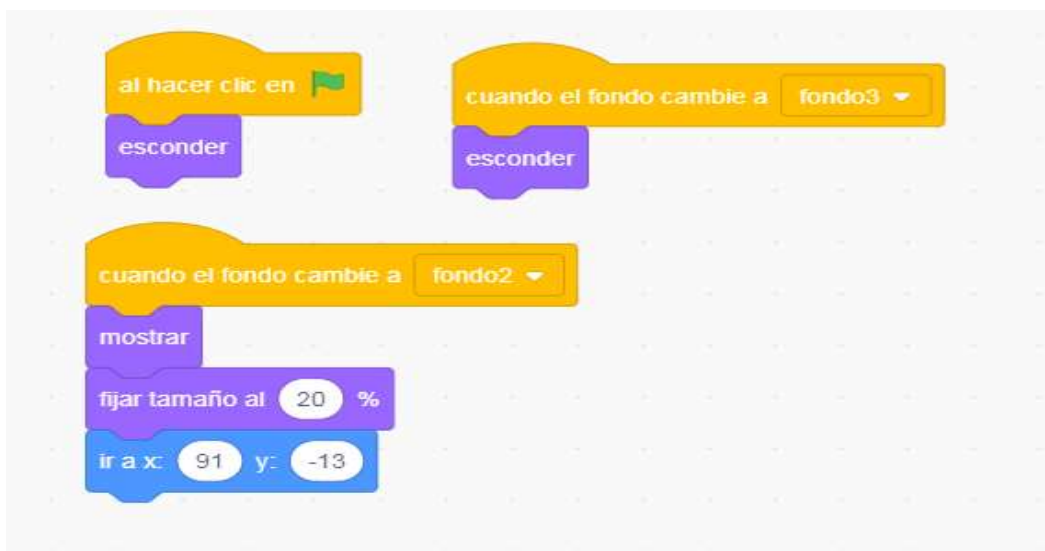 al hacer clic en
esconder
cuando el fondo cambie a fondo3
esconder
cuando el fondo cambie a fondo2
mostrar
fijar tamaño al 20 %
ir a x: 91 y: -13